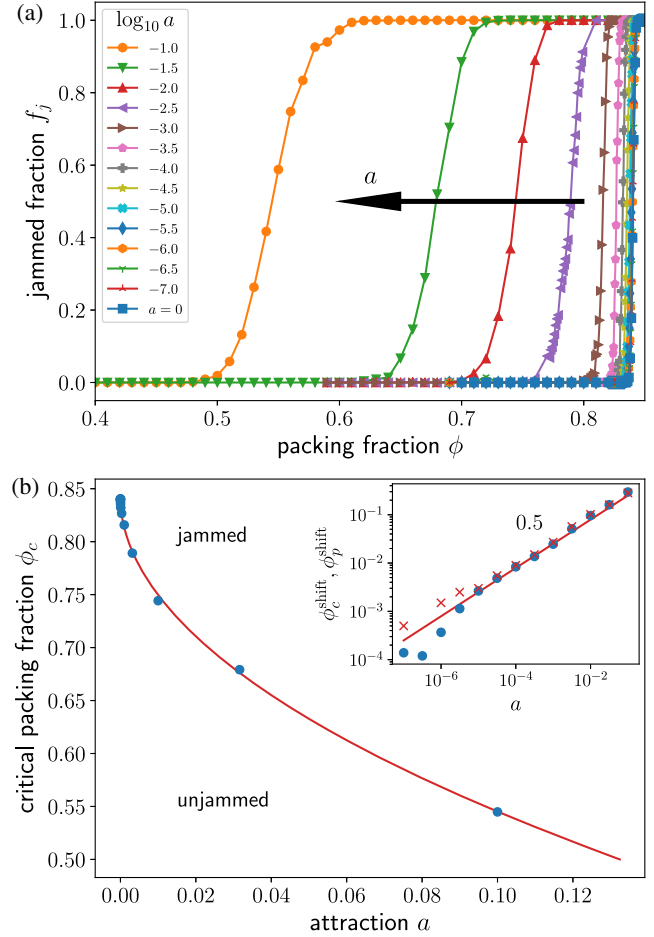 (a)
log₁₀ a
−1.0
−1.5
−2.0
−2.5
−3.0
−3.5
−4.0
−4.5
−5.0
−5.5
−6.0
−6.5
−7.0
a = 0
a
jammed fraction f_j
1.0
0.8
0.6
0.4
0.2
0.0
0.4 0.5 0.6 0.7 0.8
packing fraction ϕ
(b)
critical packing fraction ϕ_c
0.85
0.80
0.75
0.70
0.65
0.60
0.55
0.50
jammed
unjammed
ϕ_c^shift, ϕ_p^shift
10⁻¹
10⁻²
10⁻³
10⁻⁴
0.5
10⁻⁶ 10⁻⁴ 10⁻²
a
0.00 0.02 0.04 0.06 0.08 0.10 0.12
attraction a